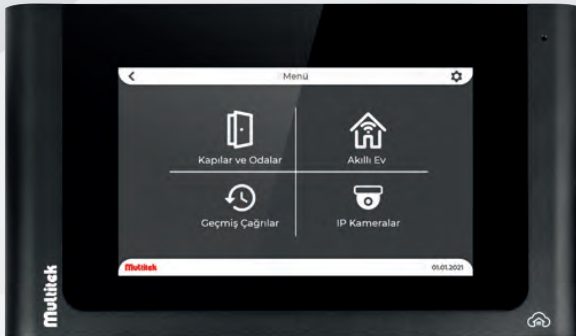 Menü
Kapılar ve Odalar
Akıllı Ev
Geçmiş Çağrılar
IP Kameralar
Multitek
01.01.2021
Multitek